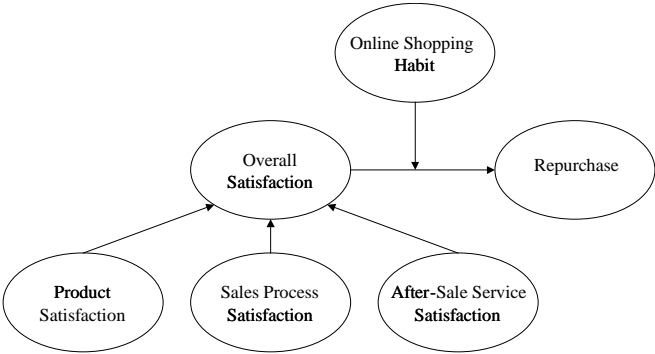 Online Shopping
Habit
Overall
Satisfaction
Repurchase
Product
Satisfaction
Sales Process
Satisfaction
After-Sale Service
Satisfaction